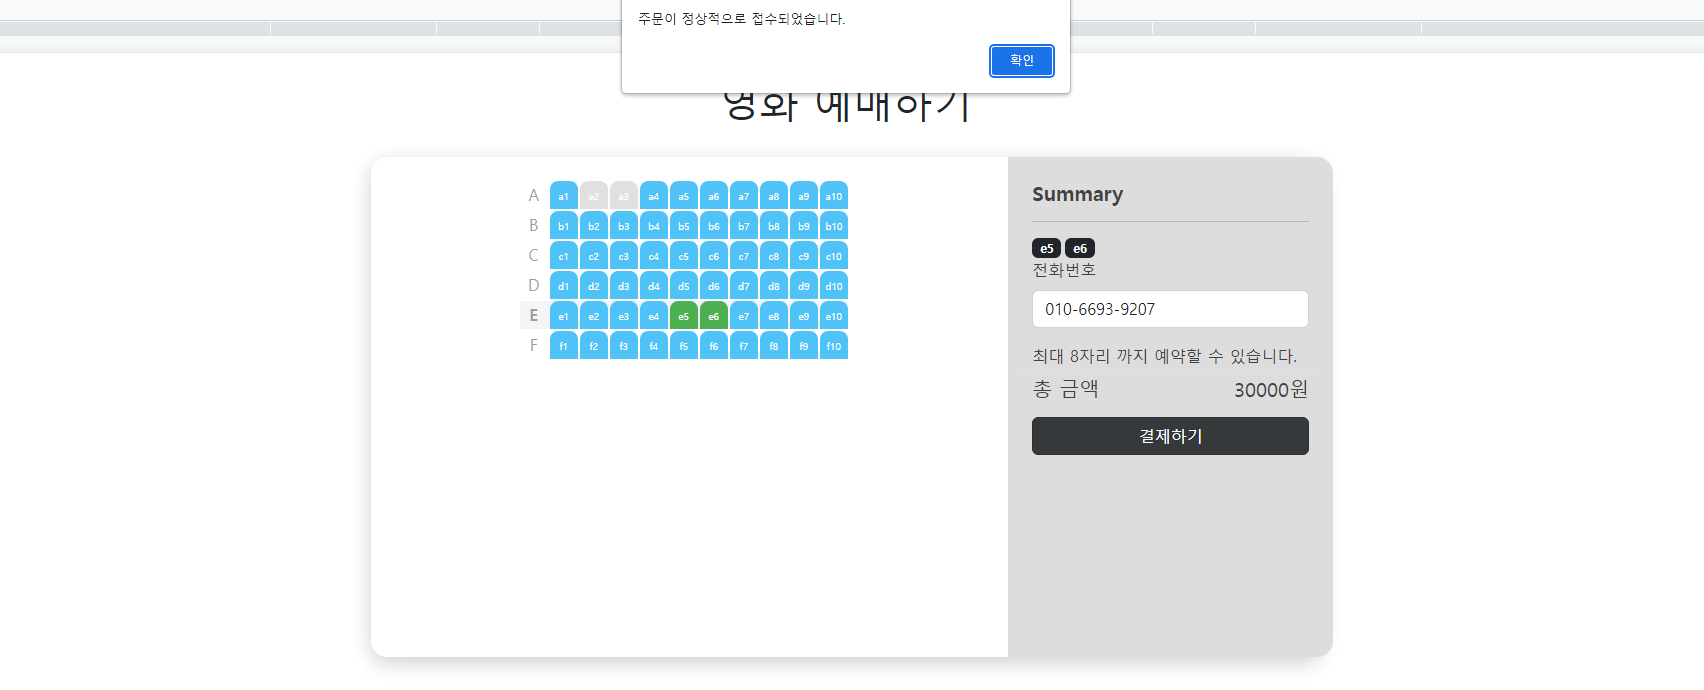 주문이 정상적으로 접수되었습니다.
확인
영화 예매하기
A a1 a2 a3 a4 a5 a6 a7 a8 a9 a10
B b1 b2 b3 b4 b5 b6 b7 b8 b9 b10
C c1 c2 c3 c4 c5 c6 c7 c8 c9 c10
D d1 d2 d3 d4 d5 d6 d7 d8 d9 d10
E e1 e2 e3 e4 e5 e6 e7 e8 e9 e10
F f1 f2 f3 f4 f5 f6 f7 f8 f9 f10
Summary
e5 e6
전화번호
010-6693-9207
최대 8자리 까지 예약할 수 있습니다.
총 금액 30000원
결제하기